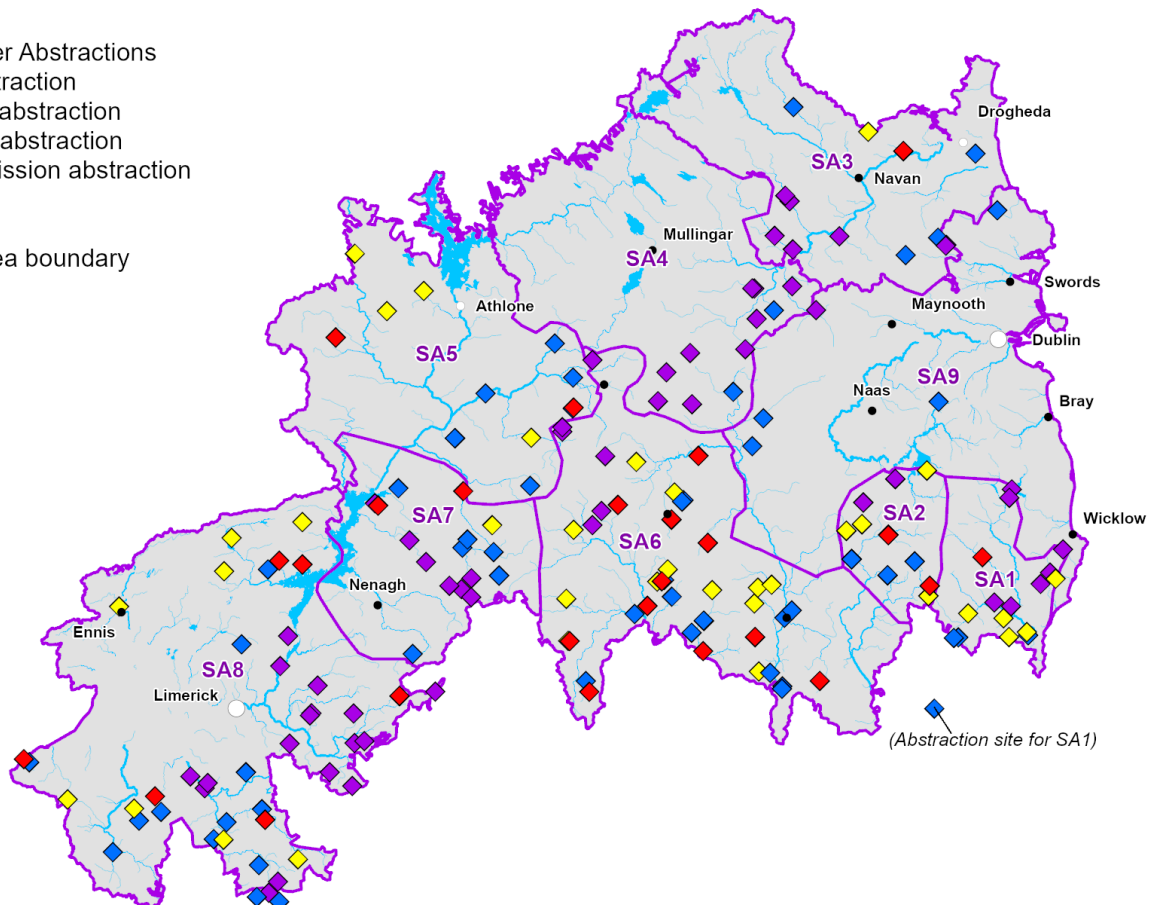 er Abstractions
traction
abstraction
abstraction
ission abstraction
ea boundary
Drogheda
SA3
Navan
Mullingar
SA4
Swords
Maynooth
Athlone
Dublin
SA5
SA9
Naas
Bray
SA7
SA2
Wicklow
SA6
SA1
Nenagh
Ennis
SA8
Limerick
(Abstraction site for SA1)